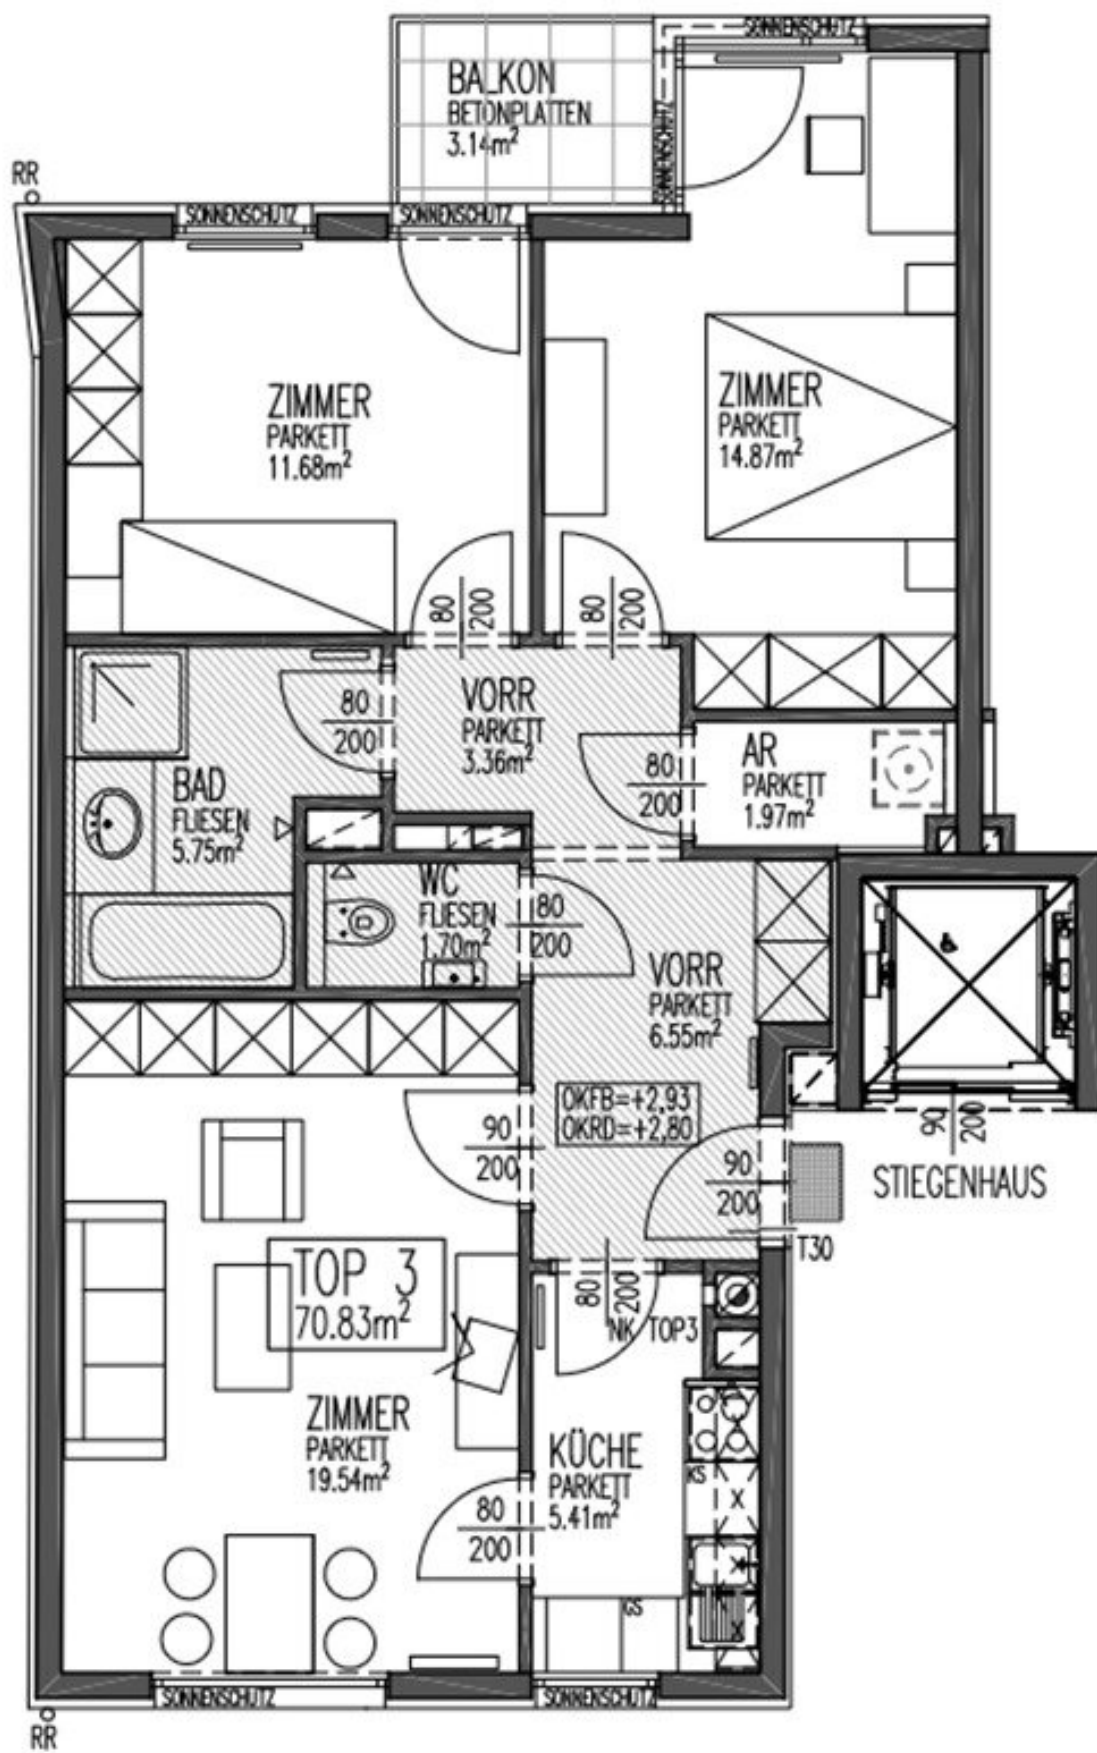 SONNENSCHUTZ
BALKON
BETONPLATTEN
3.14m²
SONNENSCHUTZ
RR
SONNENSCHUTZ
SONNENSCHUTZ
ZIMMER
PARKETT
11.68m²
ZIMMER
PARKETT
14.87m²
80
200
80
200
VORR
PARKETT
3.36m²
80
200
BAD
FLIESEN
5.75m²
80
200
AR
PARKETT
1.97m²
WC
FLIESEN
1.70m²
80
200
VORR
PARKETT
6.55m²
OKFB=+2,93
OKRD=+2,80
90
200
90
200
90
200
STIEGENHAUS
T30
TOP 3
70.83m²
80
200
NK TOP3
ZIMMER
PARKETT
19.54m²
KÜCHE
PARKETT
5.41m²
KS
80
200
GS
SONNENSCHUTZ
SONNENSCHUTZ
RR